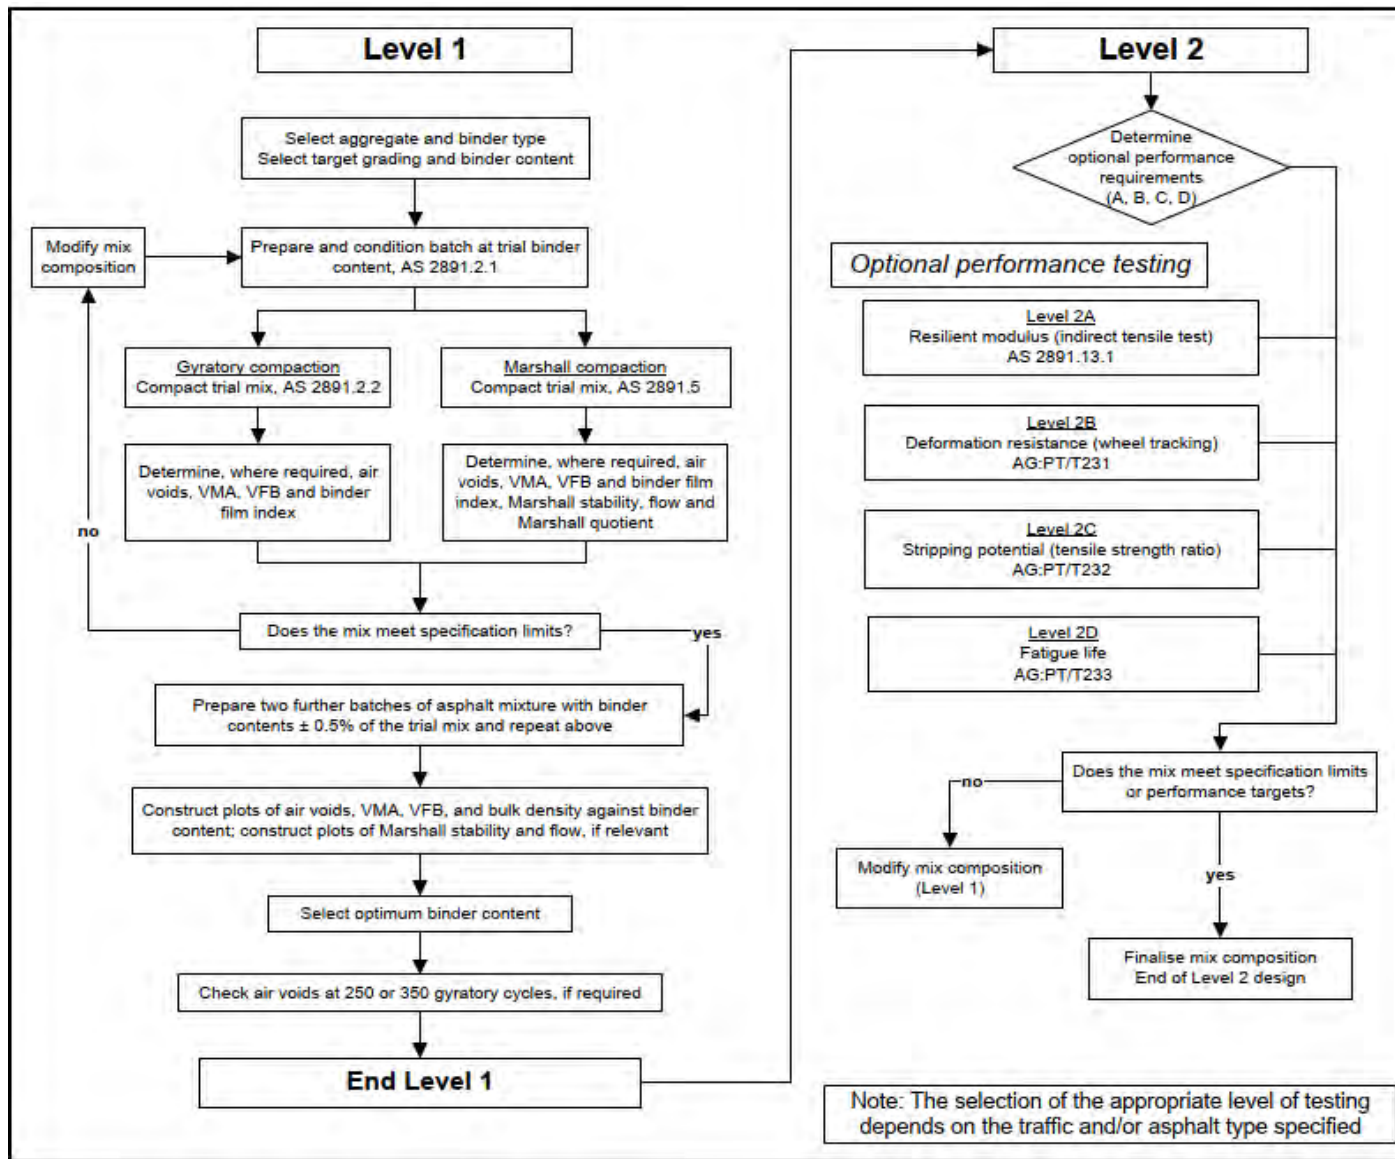 Level 1
Select aggregate and binder type
Select target grading and binder content
Modify mix
composition
Prepare and condition batch at trial binder
content, AS 2891.2.1
Gyratory compaction
Compact trial mix, AS 2891.2.2
Marshall compaction
Compact trial mix, AS 2891.5
Determine, where required, air
voids, VMA, VFB and binder
film index
Determine, where required, air
voids, VMA, VFB and binder film
index, Marshall stability, flow and
Marshall quotient
no
Does the mix meet specification limits?
yes
Prepare two further batches of asphalt mixture with binder
contents ± 0.5% of the trial mix and repeat above
Construct plots of air voids, VMA, VFB, and bulk density against binder
content; construct plots of Marshall stability and flow, if relevant
Select optimum binder content
Check air voids at 250 or 350 gyratory cycles, if required
End Level 1
Level 2
Determine
optional performance
requirements
(A, B, C, D)
Optional performance testing
Level 2A
Resilient modulus (indirect tensile test)
AS 2891.13.1
Level 2B
Deformation resistance (wheel tracking)
AG:PT/T231
Level 2C
Stripping potential (tensile strength ratio)
AG:PT/T232
Level 2D
Fatigue life
AG:PT/T233
Does the mix meet specification limits
or performance targets?
no
Modify mix composition
(Level 1)
yes
Finalise mix composition
End of Level 2 design
Note: The selection of the appropriate level of testing
depends on the traffic and/or asphalt type specified